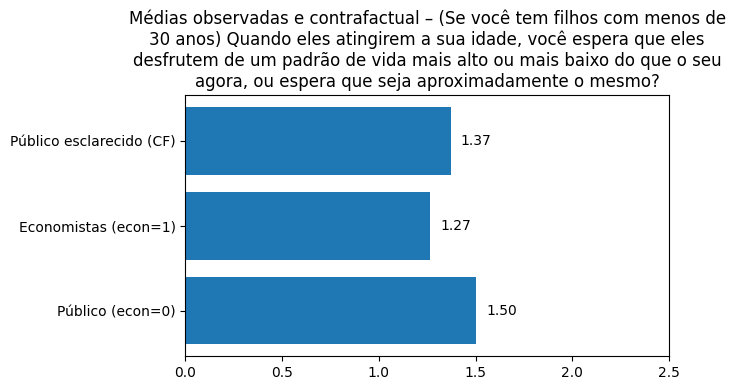 Médias observadas e contrafactual – (Se você tem filhos com menos de
30 anos) Quando eles atingirem a sua idade, você espera que eles
desfrutem de um padrão de vida mais alto ou mais baixo do que o seu
agora, ou espera que seja aproximadamente o mesmo?
Público esclarecido (CF)
1.37
Economistas (econ=1)
1.27
Público (econ=0)
1.50
0.0 0.5 1.0 1.5 2.0 2.5